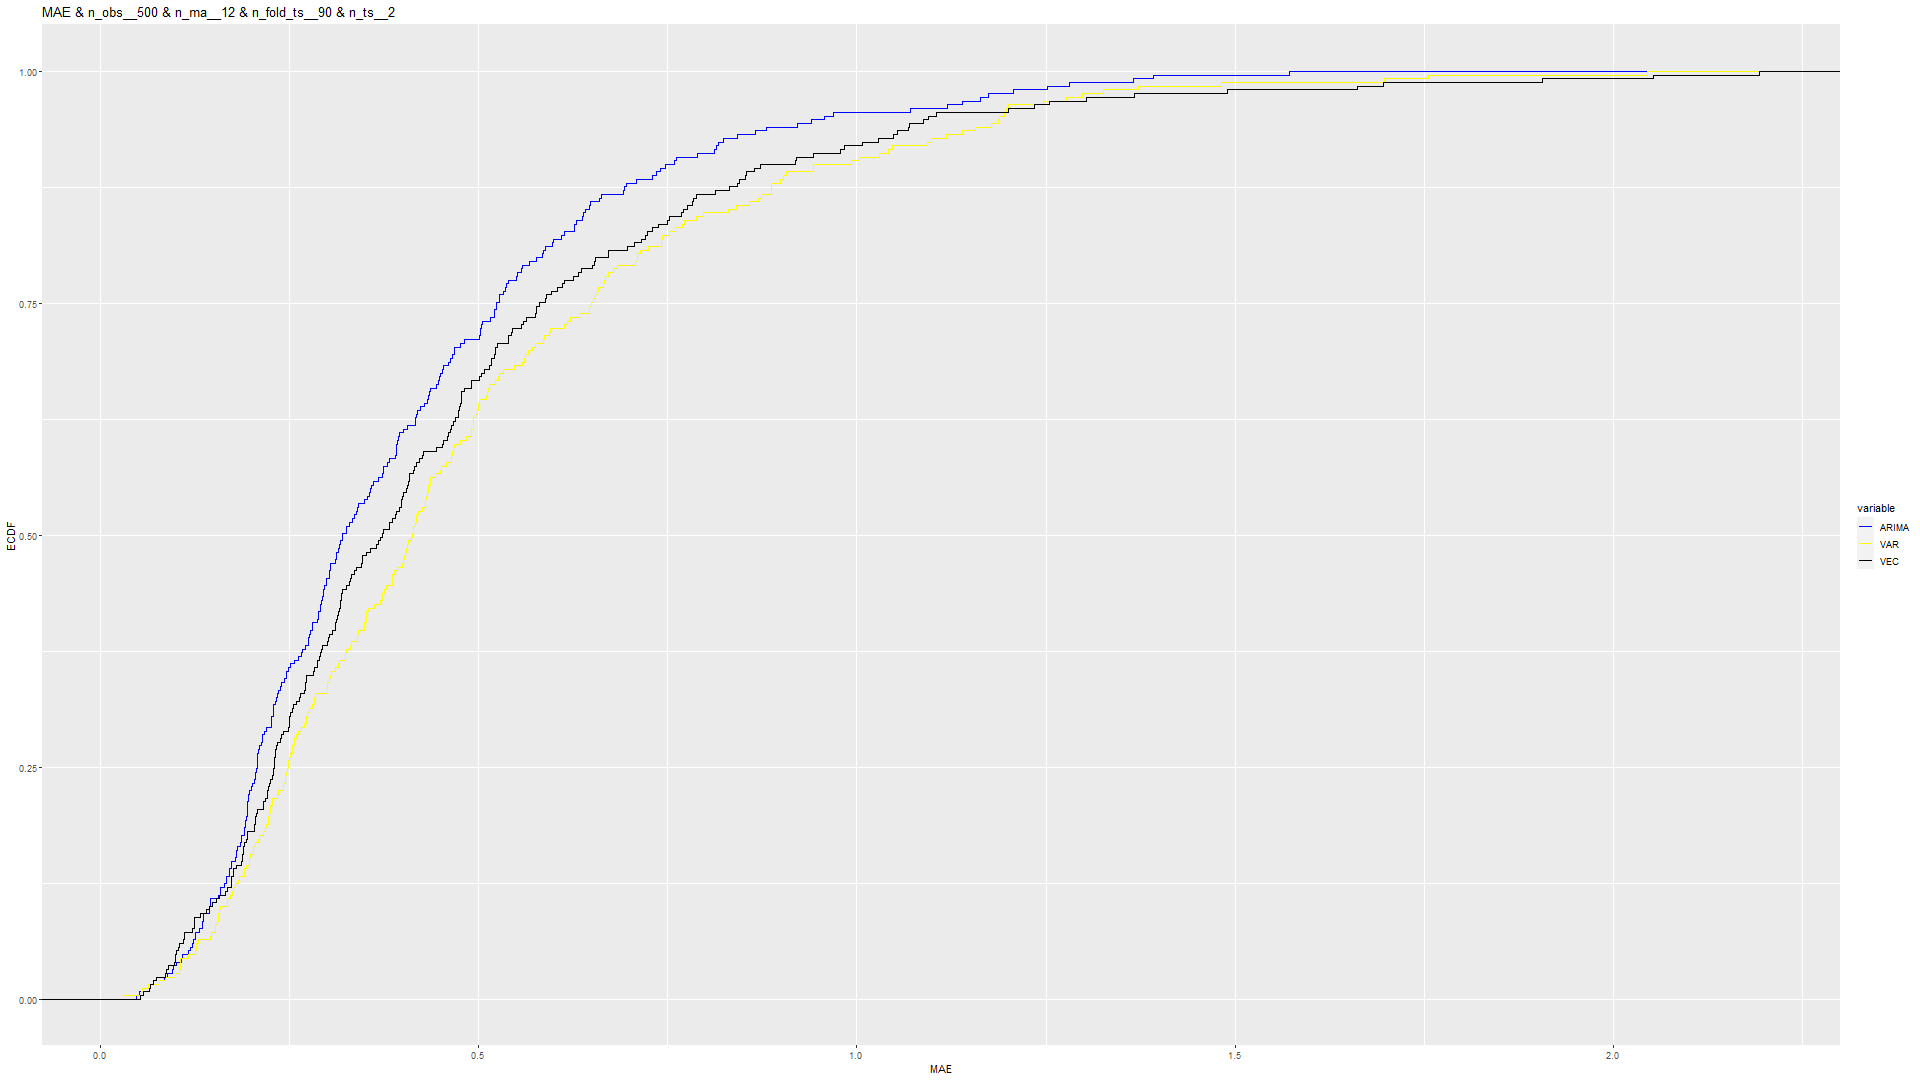 MAE & n_obs__500 & n_ma__12 & n_fold_ts__90 & n_ts__2
1.00
0.75
0.50
0.25
0.00
ECDF
0.0
0.5
1.0
1.5
2.0
MAE
variable
ARIMA
VAR
VEC